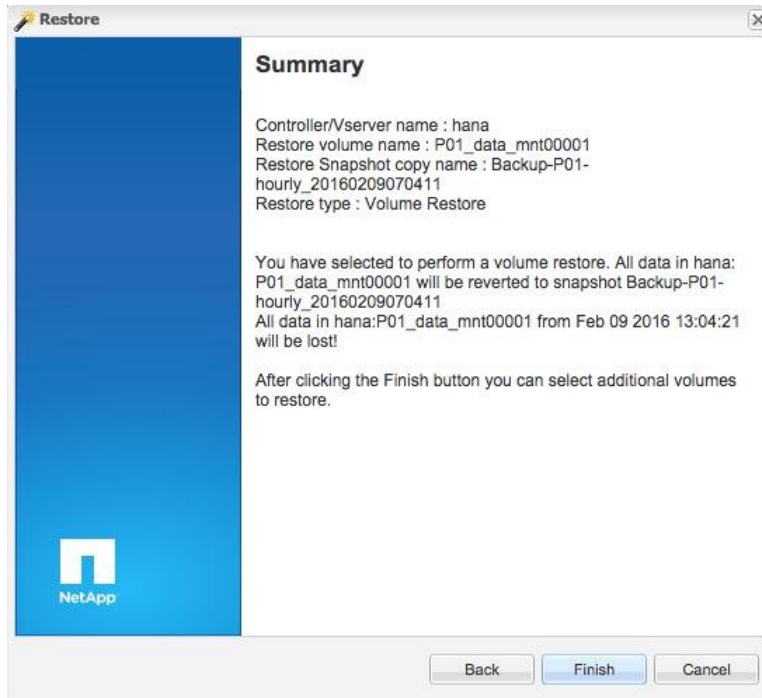 Restore
Summary
Controller/Vserver name : hana
Restore volume name : P01_data_mnt00001
Restore Snapshot copy name : Backup-P01-
hourly_20160209070411
Restore type : Volume Restore
You have selected to perform a volume restore. All data in hana:
P01_data_mnt00001 will be reverted to snapshot Backup-P01-
hourly_20160209070411
All data in hana:P01_data_mnt00001 from Feb 09 2016 13:04:21
will be lost!
After clicking the Finish button you can select additional volumes
to restore.
NetApp
Back
Finish
Cancel